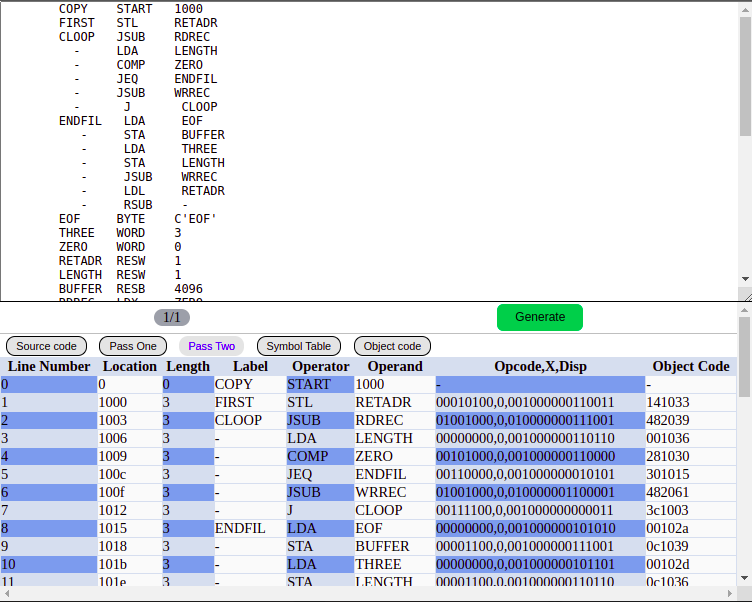 COPY START 1000
FIRST STL RETADR
CLOOP JSUB RDREC
- LDA LENGTH
- COMP ZERO
- JEQ ENDFIL
- JSUB WRREC
- J CLOOP
ENDFIL LDA EOF
- STA BUFFER
- LDA THREE
- STA LENGTH
- JSUB WRREC
- LDL RETADR
- RSUB -
EOF BYTE C'EOF'
THREE WORD 3
ZERO WORD 0
RETADR RESW 1
LENGTH RESW 1
BUFFER RESB 4096
RDREC LDX ZERO
1/1 Generate
Source code Pass One Pass Two Symbol Table Object code
Line Number Location Length Label Operator Operand Opcode,X,Disp Object Code
0 0 0 COPY START 1000 - -
1 1000 3 FIRST STL RETADR 00010100,0,001000000110011 141033
2 1003 3 CLOOP JSUB RDREC 01001000,0,010000000111001 482039
3 1006 3 - LDA LENGTH 00000000,0,001000000110110 001036
4 1009 3 - COMP ZERO 00101000,0,001000000110000 281030
5 100c 3 - JEQ ENDFIL 00110000,0,001000000010101 301015
6 100f 3 - JSUB WRREC 01001000,0,010000001100001 482061
7 1012 3 - J CLOOP 00111100,0,001000000000011 3c1003
8 1015 3 ENDFIL LDA EOF 00000000,0,001000000101010 00102a
9 1018 3 - STA BUFFER 00001100,0,001000000111001 0c1039
10 101b 3 - LDA THREE 00000000,0,001000000101101 00102d
11 101e 3 - STA LENGTH 00001100,0,001000000110110 0c1036